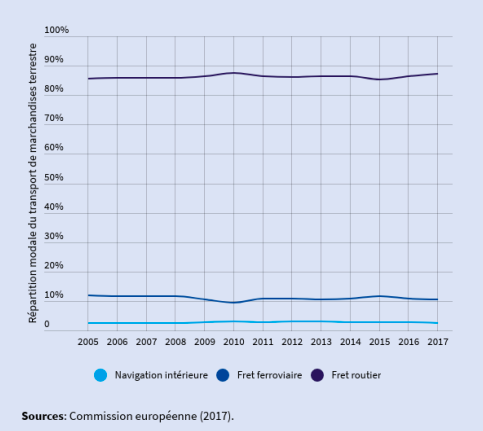 100%
90%
80%
70%
60%
50%
40%
30%
20%
10%
0
Répartition modale du transport de marchandises terrestre
2005 2006 2007 2008 2009 2010 2011 2012 2013 2014 2015 2016 2017
Navigation intérieure Fret ferroviaire Fret routier
Sources: Commission européenne (2017).